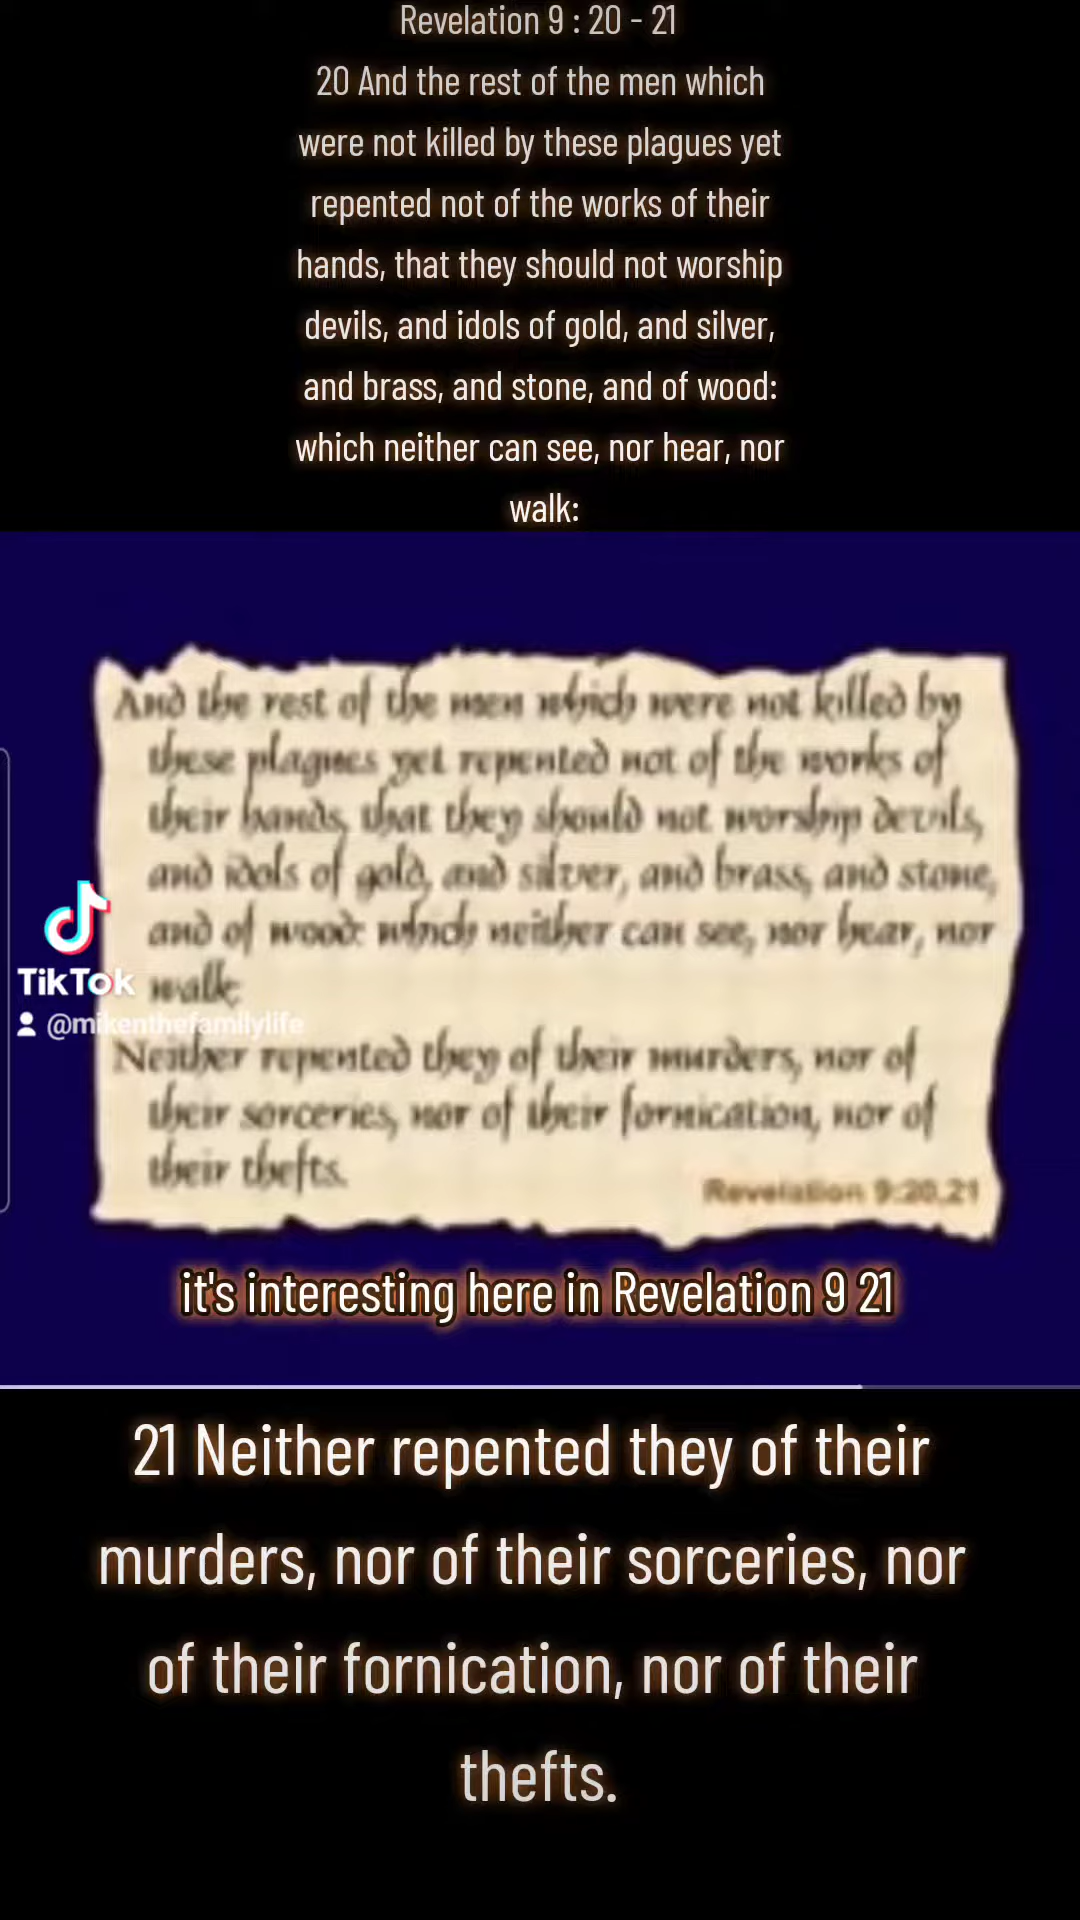 Revelation 9 : 20 - 21
20 And the rest of the men which
were not killed by these plagues yet
repented not of the works of their
hands, that they should not worship
devils, and idols of gold, and silver,
and brass, and stone, and of wood:
which neither can see, nor hear, nor
walk:
And the rest of the men which were not killed by
these plagues yet repented not of the works of
their hands, that they should not worship devils,
and idols of gold, and silver, and brass, and stone,
and of wood: which neither can see, nor hear, nor
walk:
TikTok
@mikenthefamilylife
Neither repented they of their murders, nor of
their sorceries, nor of their fornication, nor of
their thefts.
Revelation 9:20,21
it's interesting here in Revelation 9 21
21 Neither repented they of their
murders, nor of their sorceries, nor
of their fornication, nor of their
thefts.